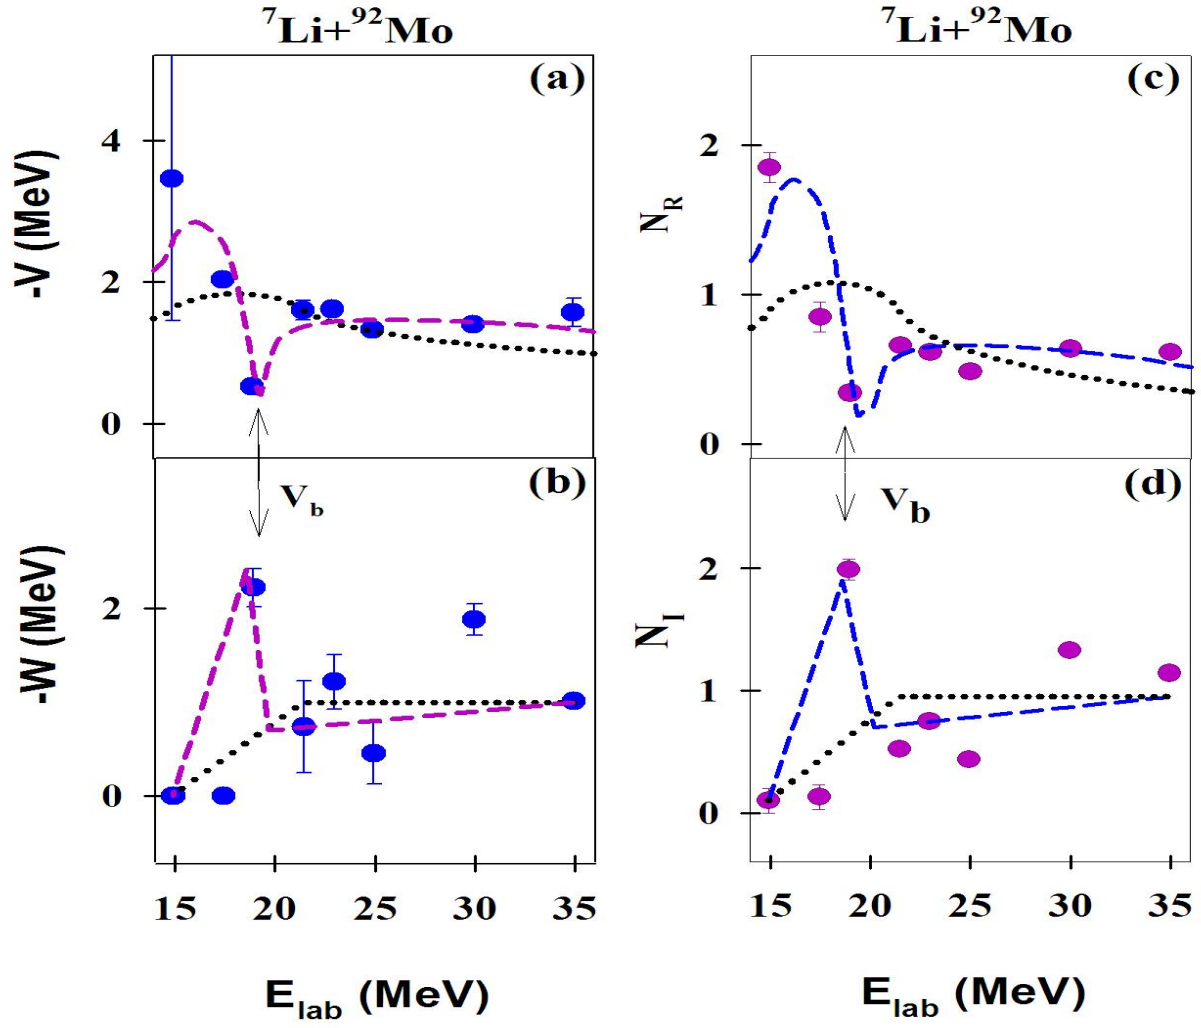 ⁷Li+⁹²Mo
(a)
-V (MeV)
4
2
0
(b)
V_b
-W (MeV)
2
0
15 20 25 30 35
E_lab (MeV)
⁷Li+⁹²Mo
(c)
N_R
2
1
0
(d)
V_b
N_I
2
1
0
15 20 25 30 35
E_lab (MeV)